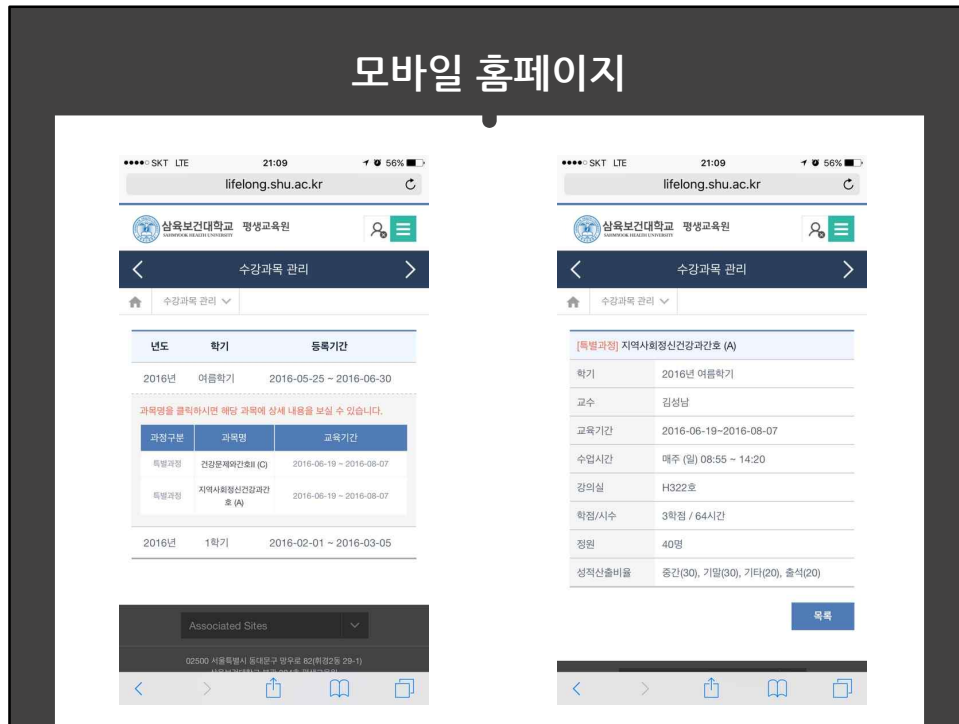 모바일 홈페이지
SKT LTE 21:09 56%
lifelong.shu.ac.kr
삼육보건대학교 평생교육원
SAHMYOOK HEALTH UNIVERSITY
수강과목 관리
수강과목 관리
년도 학기 등록기간
2016년 여름학기 2016-05-25 ~ 2016-06-30
과목명을 클릭하시면 해당 과목에 상세 내용을 보실 수 있습니다.
과정구분 과목명 교육기간
특별과정 건강문제와간호II (C) 2016-06-19 ~ 2016-08-07
특별과정 지역사회정신건강과간
호 (A) 2016-06-19 ~ 2016-08-07
2016년 1학기 2016-02-01 ~ 2016-03-05
Associated Sites
02500 서울특별시 동대문구 망우로 82(휘경2동 29-1)
SKT LTE 21:09 56%
lifelong.shu.ac.kr
삼육보건대학교 평생교육원
SAHMYOOK HEALTH UNIVERSITY
수강과목 관리
수강과목 관리
[특별과정] 지역사회정신건강과간호 (A)
학기 2016년 여름학기
교수 김성남
교육기간 2016-06-19~2016-08-07
수업시간 매주 (일) 08:55 ~ 14:20
강의실 H322호
학점/시수 3학점 / 64시간
정원 40명
성적산출비율 중간(30), 기말(30), 기타(20), 출석(20)
목록